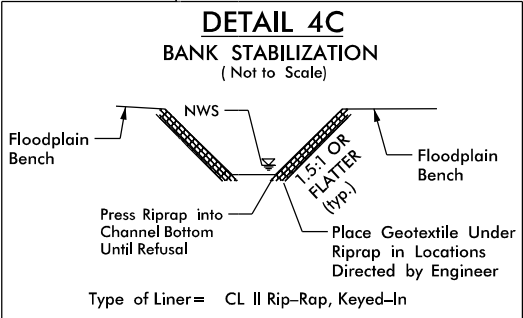 DETAIL 4C
BANK STABILIZATION
( Not to Scale)
NWS
Floodplain
Bench
1.5:1 OR
FLATTER
(typ.)
Floodplain
Bench
Press Riprap into
Channel Bottom
Until Refusal
Place Geotextile Under
Riprap in Locations
Directed by Engineer
Type of Liner= CL II Rip-Rap, Keyed-In